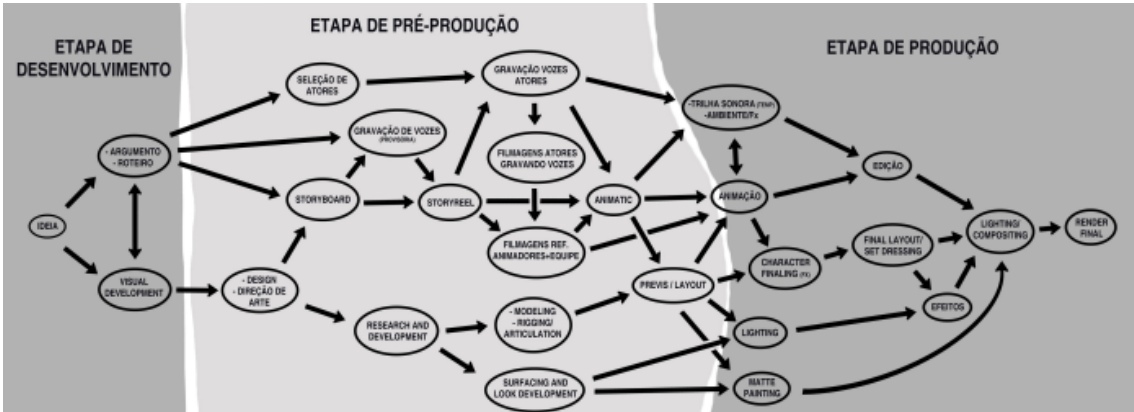 ETAPA DE
DESENVOLVIMENTO
IDEIA
- ARGUMENTO
- ROTEIRO
VISUAL
DEVELOPMENT
ETAPA DE PRÉ-PRODUÇÃO
SELEÇÃO DE
ATORES
GRAVAÇÃO VOZES
ATORES
GRAVAÇÃO DE VOZES
(PROVISÓRIA)
FILMAGENS ATORES
GRAVANDO VOZES
STORYBOARD
STORYREEL
ANIMATIC
FILMAGENS REF.
ANIMADORES+EQUIPE
- DESIGN
- DIREÇÃO DE
ARTE
PREVIS / LAYOUT
RESEARCH AND
DEVELOPMENT
- MODELING
- RIGGING/
ARTICULATION
SURFACING AND
LOOK DEVELOPMENT
ETAPA DE PRODUÇÃO
-TRILHA SONORA (TEMP)
-AMBIENTE/Fx
EDIÇÃO
ANIMAÇÃO
LIGHTING/
COMPOSITING
RENDER
FINAL
FINAL LAYOUT/
SET DRESSING
CHARACTER
FINALING (FX)
EFEITOS
LIGHTING
MATTE
PAINTING